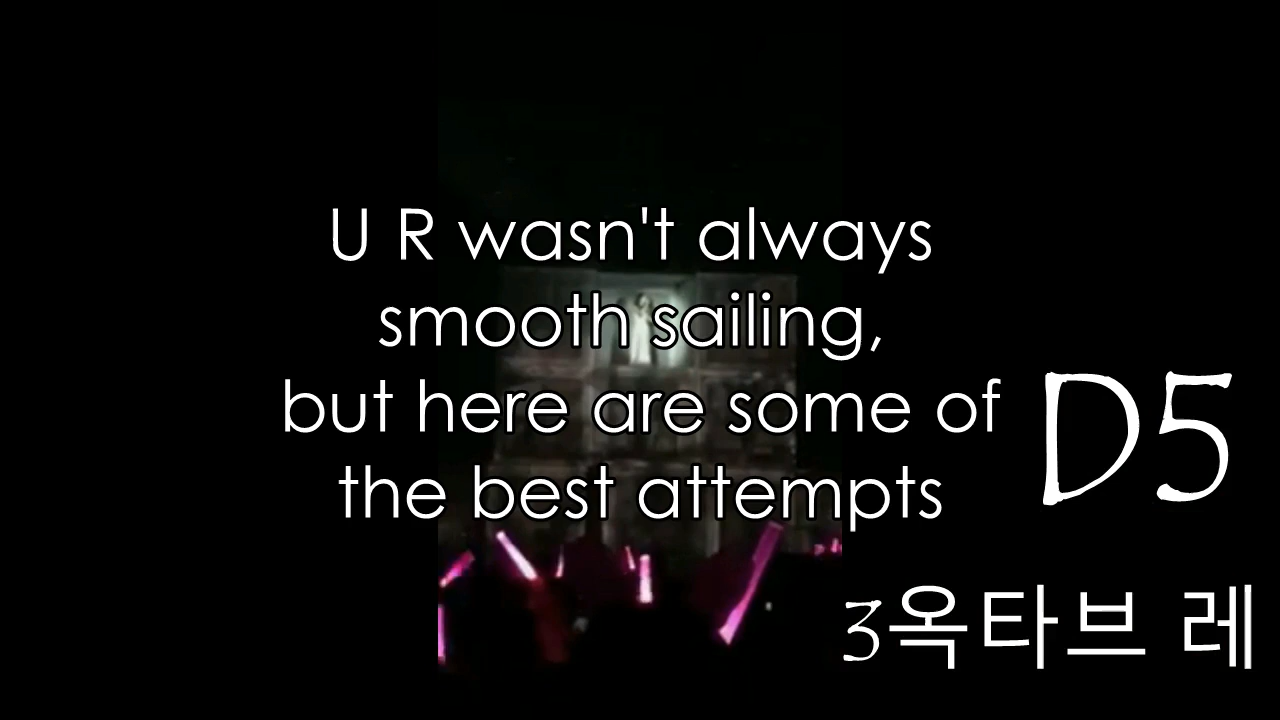 U R wasn't always
smooth sailing,
but here are some of
the best attempts
D5
3옥타브 레